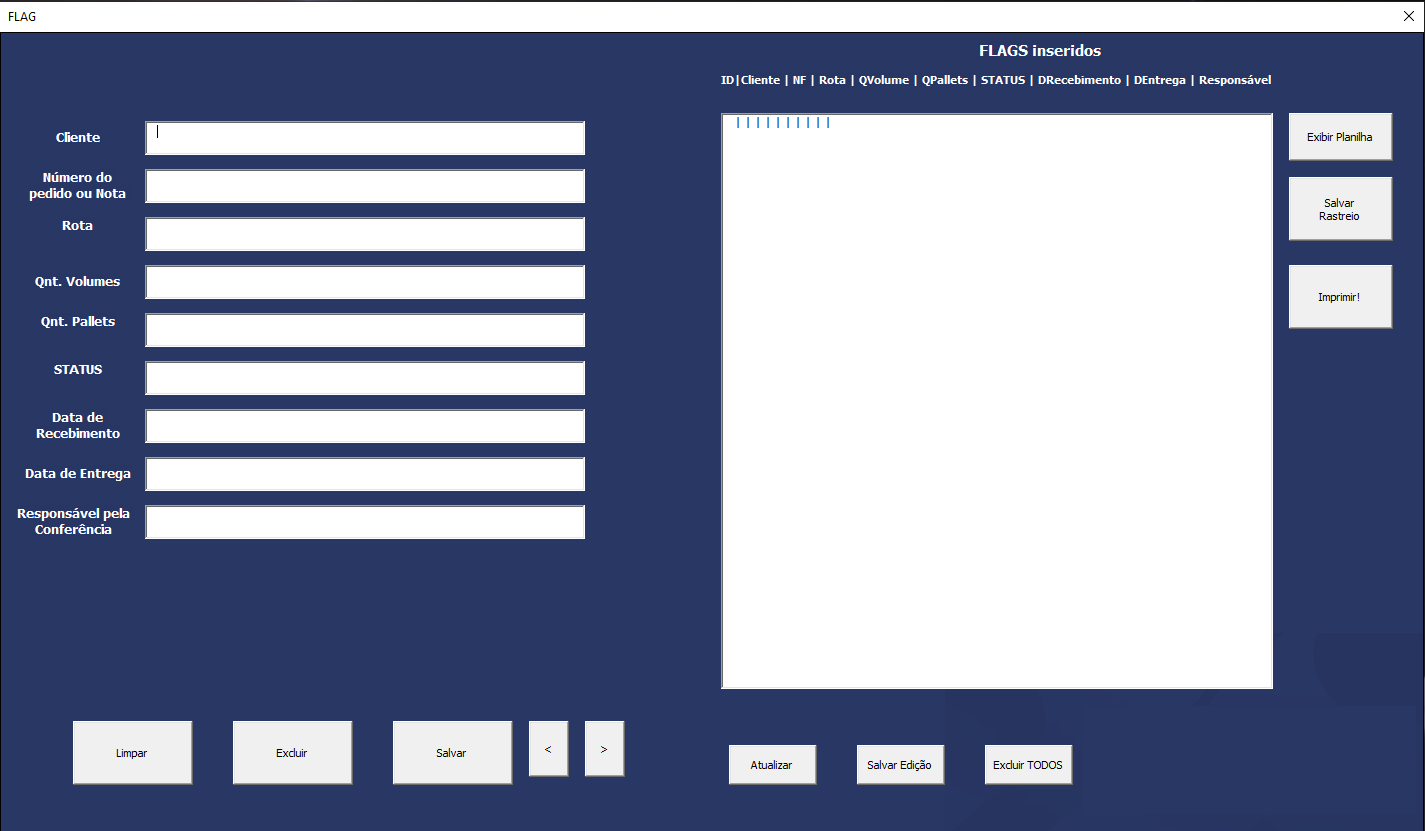 FLAG
FLAGS inseridos
ID|Cliente | NF | Rota | QVolume | QPallets | STATUS | DRecebimento | DEntrega | Responsável
| | | | | | | | | |
Cliente
Número do
pedido ou Nota
Rota
Qnt. Volumes
Qnt. Pallets
STATUS
Data de
Recebimento
Data de Entrega
Responsável pela
Conferência
Exibir Planilha
Salvar
Rastreio
Imprimir!
Limpar
Excluir
Salvar
<
>
Atualizar
Salvar Edição
Excluir TODOS